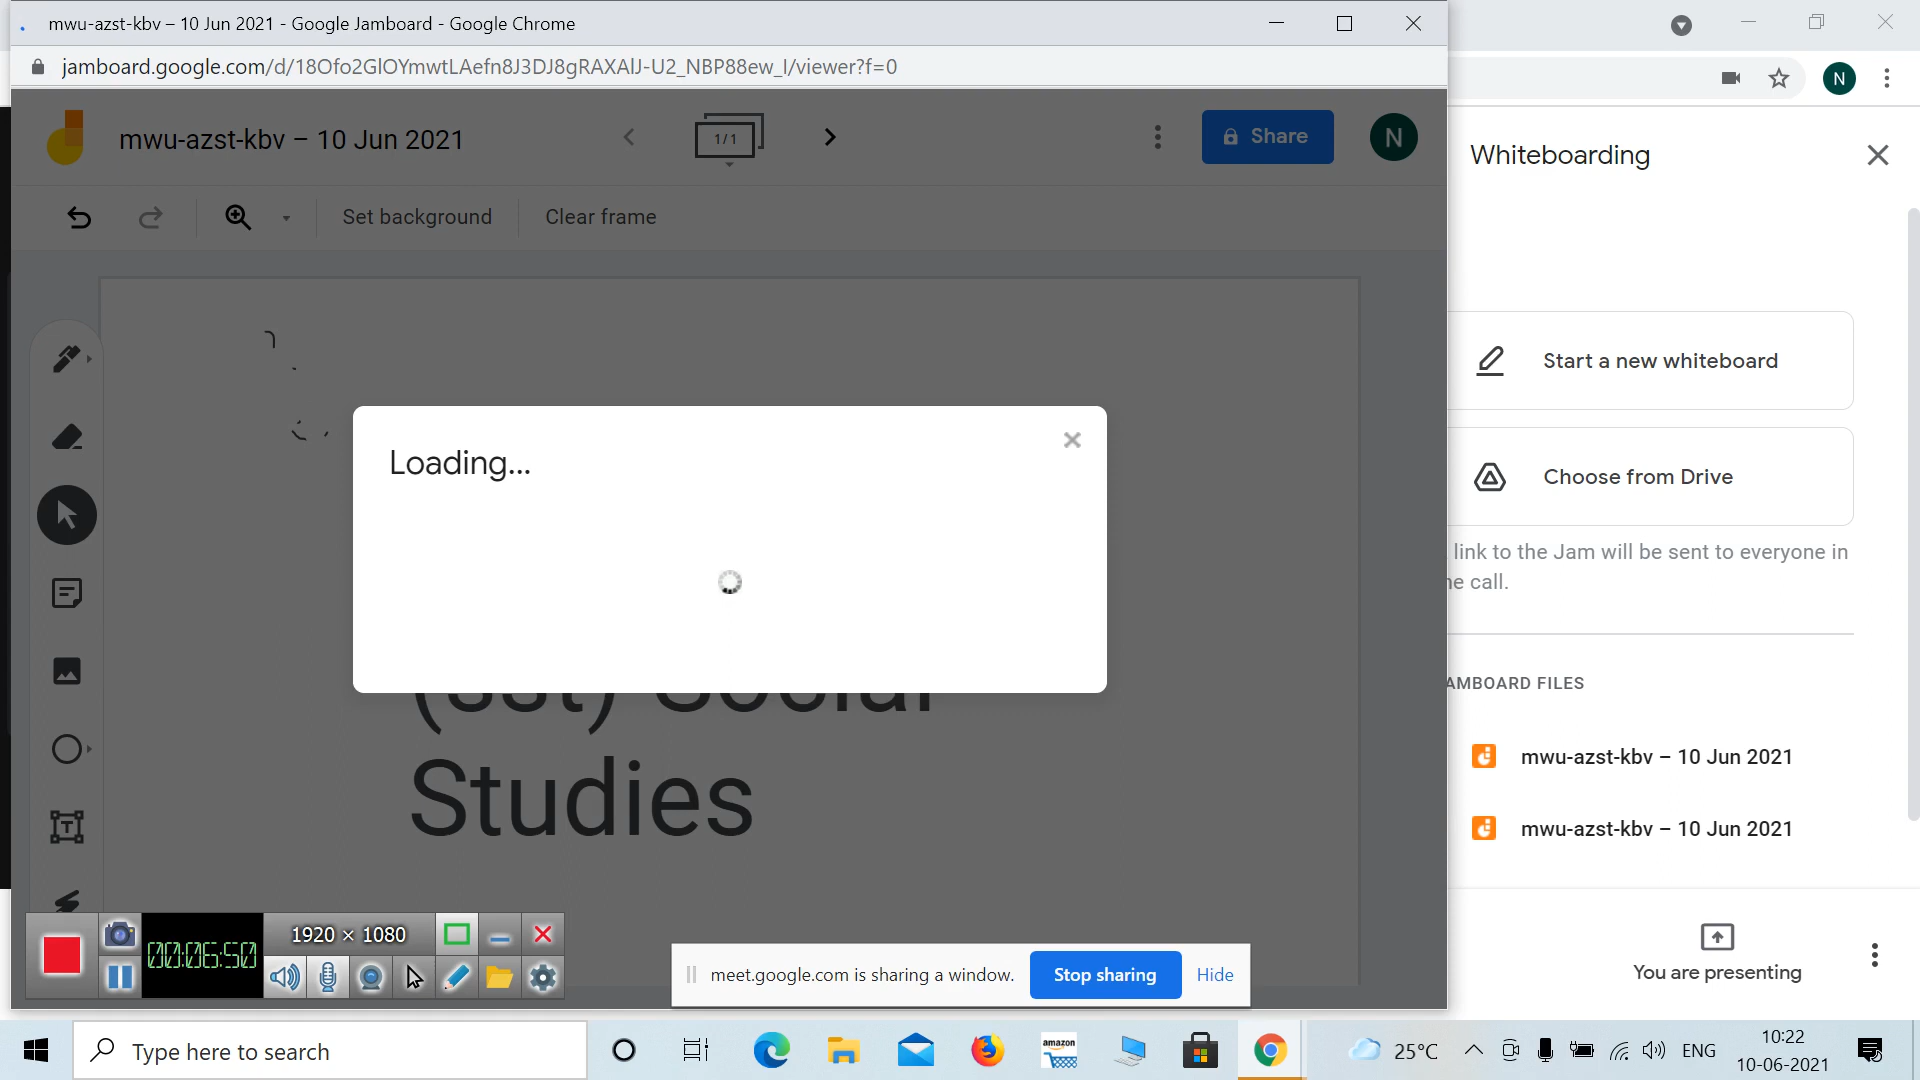 mwu-azst-kbv – 10 Jun 2021 - Google Jamboard - Google Chrome
jamboard.google.com/d/18Ofo2GlOYmwtLAefn8J3DJ8gRAXAlJ-U2_NBP88ew_I/viewer?f=0
N
mwu-azst-kbv – 10 Jun 2021
1/1
Share
N
Whiteboarding
Set background
Clear frame
Start a new whiteboard
Loading...
Choose from Drive
link to the Jam will be sent to everyone in
he call.
(sst) Social
Studies
AMBOARD FILES
mwu-azst-kbv – 10 Jun 2021
mwu-azst-kbv – 10 Jun 2021
00:06:50
1920 × 1080
meet.google.com is sharing a window.
Stop sharing
Hide
You are presenting
Type here to search
amazon
25°C
ENG
10:22
10-06-2021